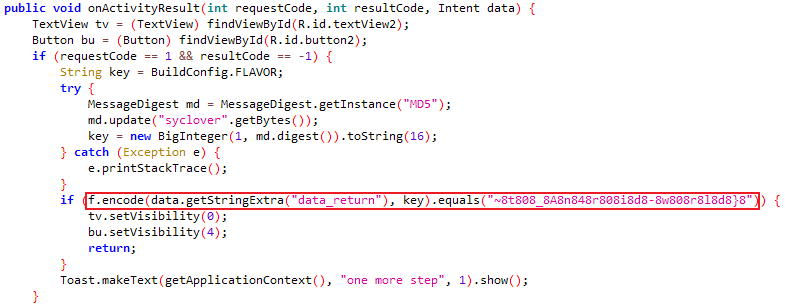 public void onActivityResult(int requestCode, int resultCode, Intent data) {
    TextView tv = (TextView) findViewById(R.id.textView2);
    Button bu = (Button) findViewById(R.id.button2);
    if (requestCode == 1 && resultCode == -1) {
        String key = BuildConfig.FLAVOR;
        try {
            MessageDigest md = MessageDigest.getInstance("MD5");
            md.update("syclover".getBytes());
            key = new BigInteger(1, md.digest()).toString(16);
        } catch (Exception e) {
            e.printStackTrace();
        }
        if (f.encode(data.getStringExtra("data_return"), key).equals("~8t808_8A8n848r808i8d8-8w808r8l8d8}8")) {
            tv.setVisibility(0);
            bu.setVisibility(4);
            return;
        }
        Toast.makeText(getApplicationContext(), "one more step", 1).show();
    }